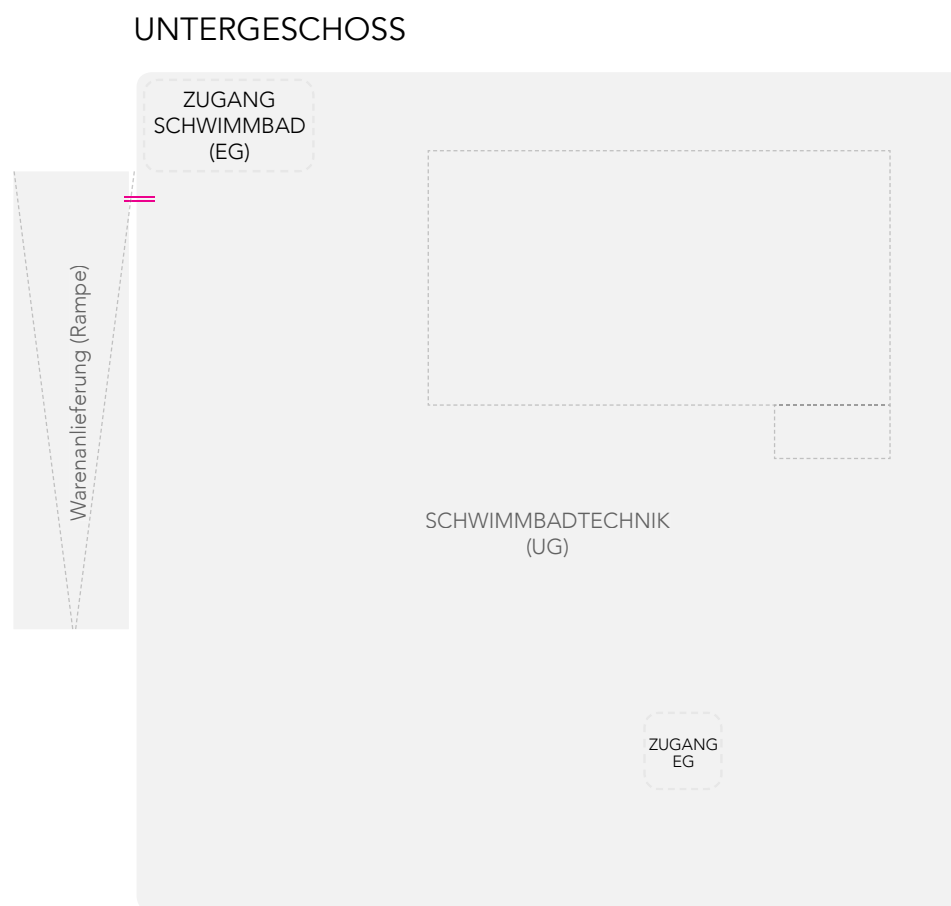 UNTERGESCHOSS
ZUGANG
SCHWIMMBAD
(EG)
Warenanlieferung (Rampe)
SCHWIMMBADTECHNIK
(UG)
ZUGANG
EG